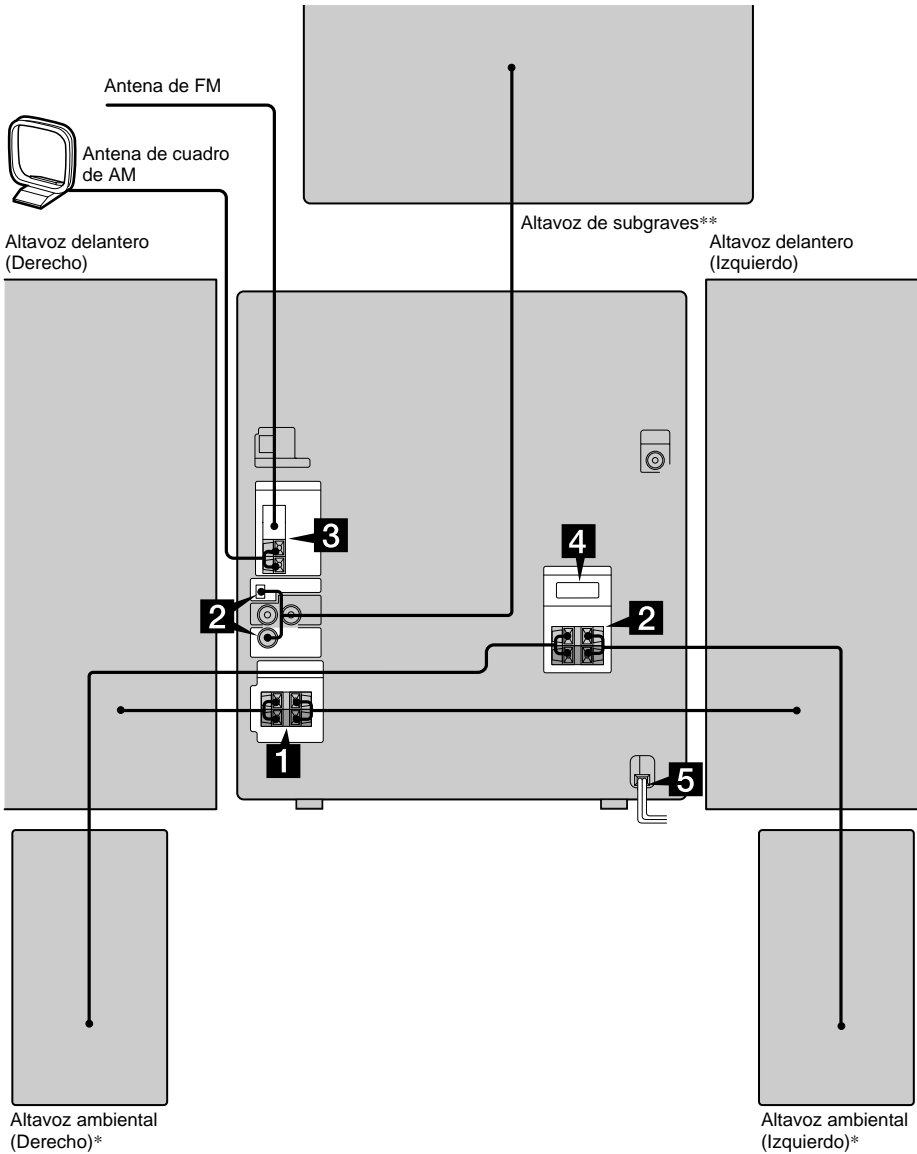 Antena de FM
Antena de cuadro
de AM
Altavoz de subgraves**
Altavoz delantero
(Derecho)
Altavoz delantero
(Izquierdo)
3
4
2
2
1
5
Altavoz ambiental
(Derecho)*
Altavoz ambiental
(Izquierdo)*